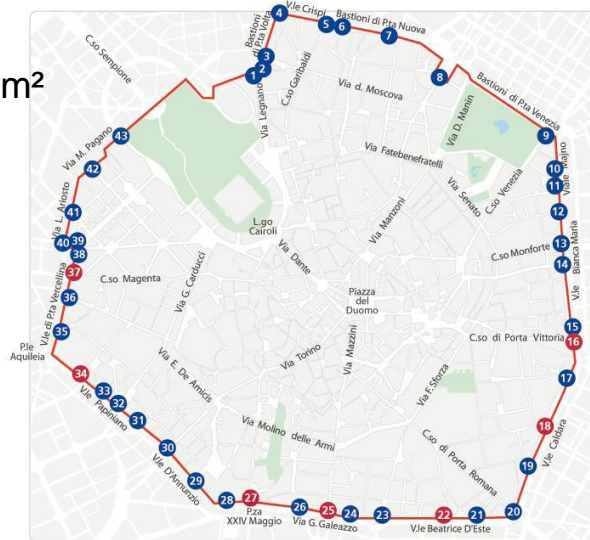 m²
4
V.le Crispi
5
6
Bastioni di P.ta Nuova
7
Bastioni
di P.ta Volta
3
2
1
8
C.so Sempione
C.so Garibaldi
Via Legnano
Via d. Moscova
Bastioni di P.ta Venezia
Via D. Manin
9
43
Via M. Pagano
42
Via Fatebenefratelli
10
11
Viale Majno
Via Senato
C.so Venezia
Via L. Ariosto
41
12
L.go
Cairoli
Via Manzoni
40
39
38
13
14
C.so Monforte
V.le Bianca Maria
Via Dante
37
C.so Magenta
Via G. Carducci
36
V.le di P.ta Vercellina
Piazza
del
Duomo
15
16
C.so di Porta Vittoria
35
P.le
Aquileia
Via Torino
Via Mazzini
34
Via E. De Amicis
Via F. Sforza
17
33
32
31
V.le Papiniano
Via Molino delle Armi
18
V.le Caldara
C.so di Porta Romana
30
V.le D'Annunzio
29
19
28
27
P.za
XXIV Maggio
26
25
Via G. Galeazzo
24
23
22
V.le Beatrice D'Este
21
20